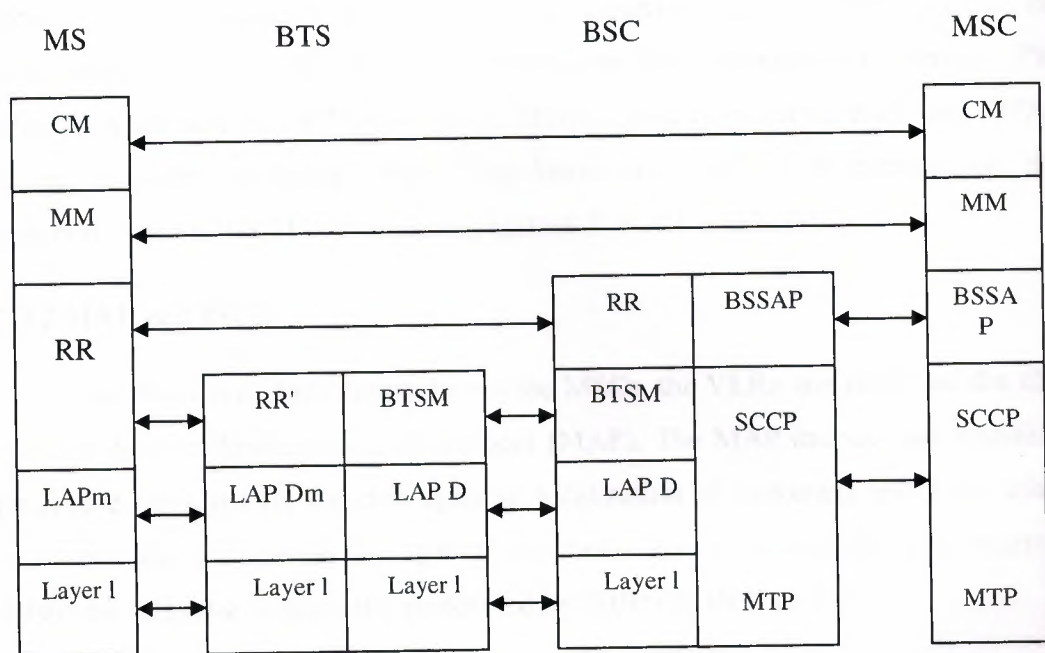 MS BTS BSC MSC
CM CM
MM MM
RR RR BSSAP BSSA
P
RR' BTSM BTSM SCCP SCCP
LAPm LAP Dm LAP D LAP D
Layer l Layer l Layer l Layer l MTP MTP